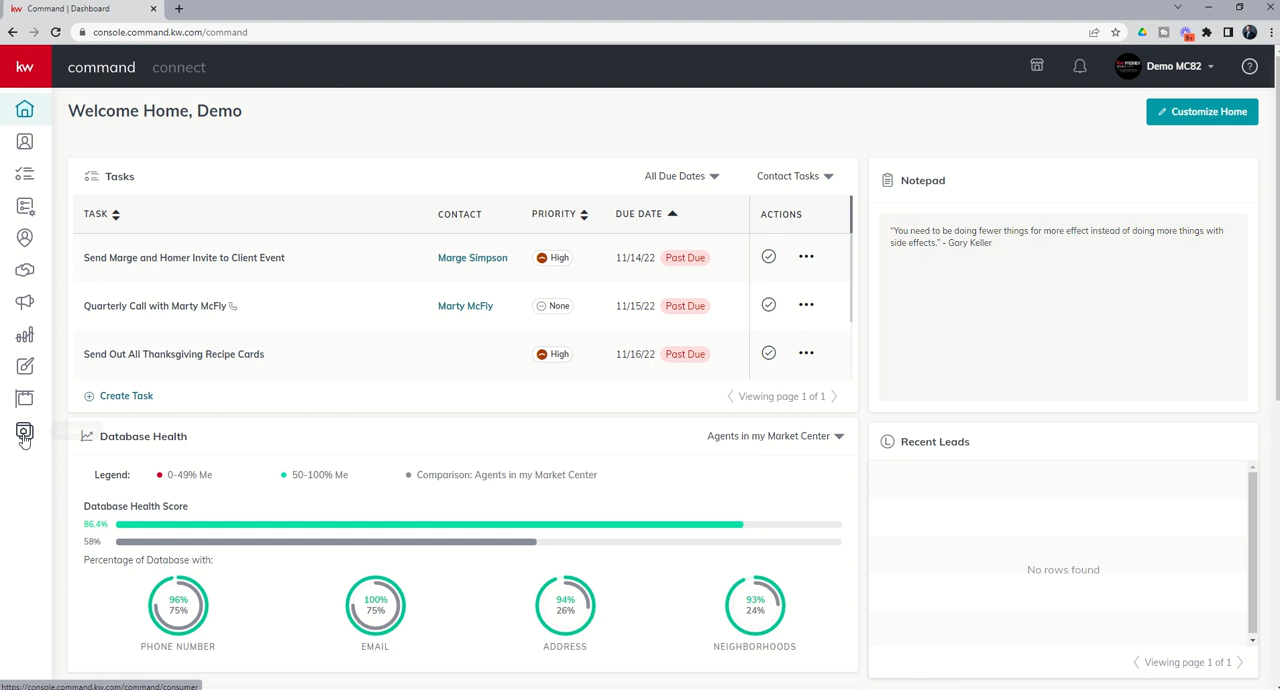 kw Command | Dashboard
console.command.kw.com/command
9+
kw command connect Demo MC82
Welcome Home, Demo
Customize Home
Tasks All Due Dates Contact Tasks
TASK CONTACT PRIORITY DUE DATE ACTIONS
Send Marge and Homer Invite to Client Event Marge Simpson High 11/14/22 Past Due
Quarterly Call with Marty McFly Marty McFly None 11/15/22 Past Due
Send Out All Thanksgiving Recipe Cards High 11/16/22 Past Due
Create Task Viewing page 1 of 1
Notepad
“You need to be doing fewer things for more effect instead of doing more things with
side effects.” - Gary Keller
Database Health Agents in my Market Center
Legend: 0-49% Me 50-100% Me Comparison: Agents in my Market Center
Database Health Score
86.4%
58%
Percentage of Database with:
96% 100% 94% 93%
75% 75% 26% 24%
PHONE NUMBER EMAIL ADDRESS NEIGHBORHOODS
Recent Leads
No rows found
Viewing page 1 of 1
https://console.command.kw.com/command/consumer